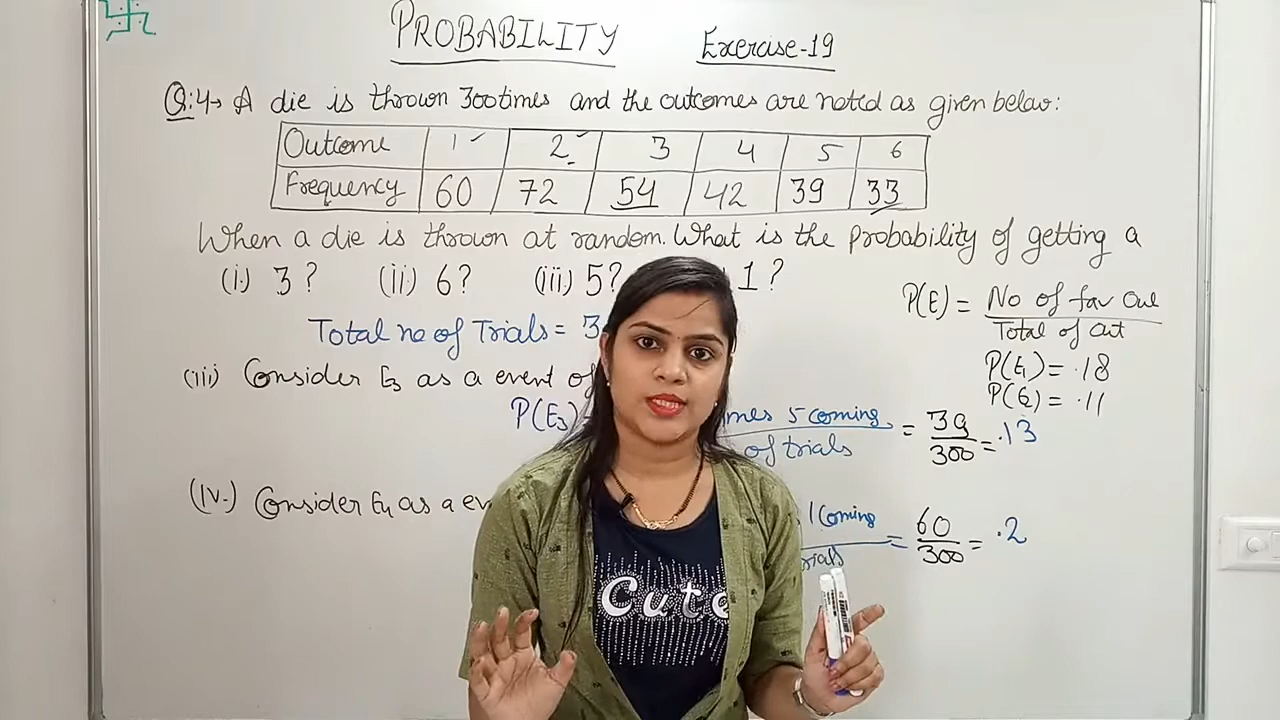 PROBABILITY Exercise-19
Q:4→ A die is thrown 300times and the outcomes are noted as given below:
Outcome 1 2 3 4 5 6
Frequency 60 72 54 42 39 33
When a die is thrown at random. What is the probability of getting a
(i.) 3? (ii) 6? (iii) 5? 1?
P(E) = No of fav out
Total of out
Total no of Trials = 3
P(E1) = .18
P(E2) = .11
(iii) Consider E3 as a event of
P(E3) mes 5 coming
of trials
= 39
300 = .13
(iv.) Consider E4 as a ev
1 Coming
rials
= 60
300 = .2
Cute